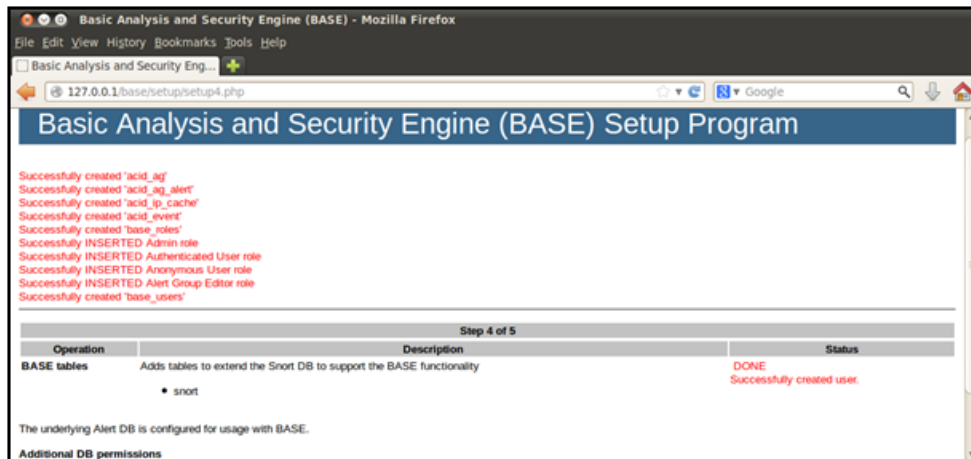 Basic Analysis and Security Engine (BASE) - Mozilla Firefox
File Edit View History Bookmarks Tools Help
Basic Analysis and Security Eng...
127.0.0.1/base/setup/setup4.php
Google
Basic Analysis and Security Engine (BASE) Setup Program
Successfully created 'acid_ag'
Successfully created 'acid_ag_alert'
Successfully created 'acid_ip_cache'
Successfully created 'acid_event'
Successfully created 'base_roles'
Successfully INSERTED Admin role
Successfully INSERTED Authenticated User role
Successfully INSERTED Anonymous User role
Successfully INSERTED Alert Group Editor role
Successfully created 'base_users'
Step 4 of 5
Operation Description Status
BASE tables Adds tables to extend the Snort DB to support the BASE functionality DONE
Successfully created user.
• snort
The underlying Alert DB is configured for usage with BASE.
Additional DB permissions